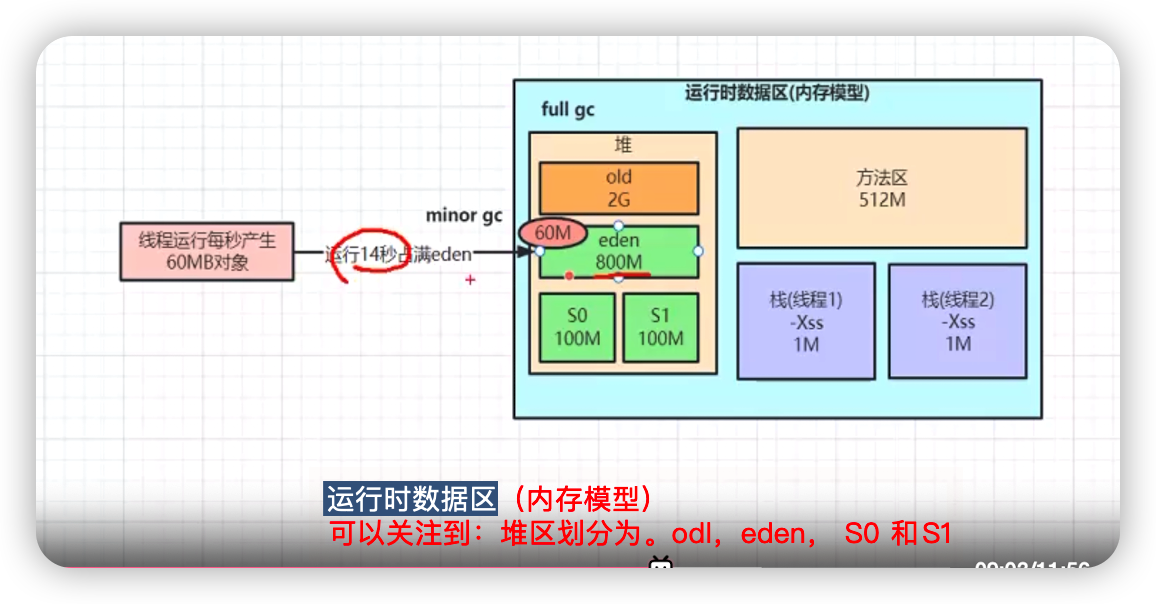 运行时数据区(内存模型)
full gc
堆
old
2G
方法区
512M
minor gc
60M
线程运行每秒产生
60MB对象
运行14秒占满eden
eden
800M
S0
100M
S1
100M
栈(线程1)
-Xss
1M
栈(线程2)
-Xss
1M
运行时数据区（内存模型）
可以关注到：堆区划分为。odl，eden， S0 和S1